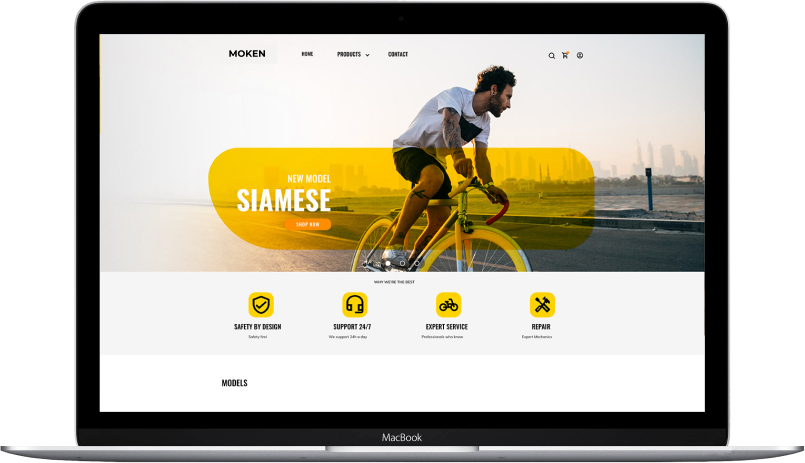 MOKEN
HOME
PRODUCTS
CONTACT
NEW MODEL
SIAMESE
SHOP NOW
WHY WE'RE THE BEST
SAFETY BY DESIGN
SUPPORT 24/7
EXPERT SERVICE
REPAIR
Safety first
We support 24h a day
Professionals who know
Expert Mechanics
MODELS
MacBook